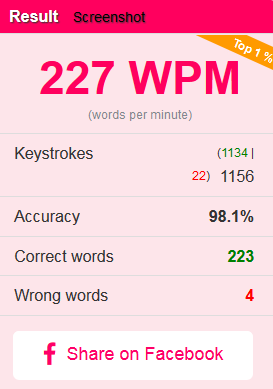 Result Screenshot
Top 1 %
227 WPM
(words per minute)
Keystrokes (1134 |
22) 1156
Accuracy 98.1%
Correct words 223
Wrong words 4
Share on Facebook